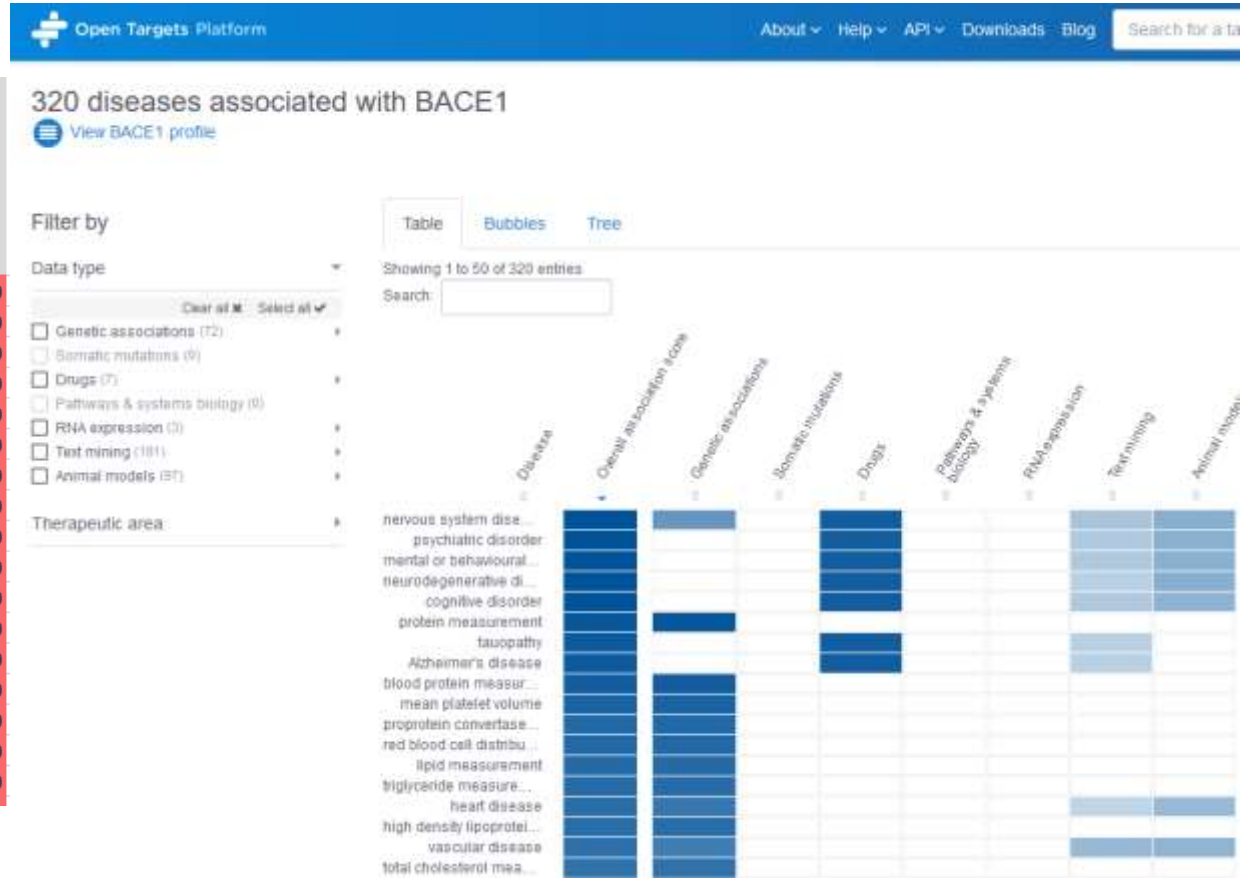 Open Targets Platform
About Help API Downloads Blog Search for a ta
320 diseases associated with BACE1
View BACE1 profile
Filter by
Table Bubbles Tree
Data type
Showing 1 to 50 of 320 entries
Search:
Clear all Select all
Genetic associations (72)
Somatic mutations (0)
Drugs (7)
Pathways & systems biology (0)
RNA expression (3)
Text mining (181)
Animal models (97)
Therapeutic area
Disease
Overall association score
Genetic associations
Somatic mutations
Drugs
Pathways & systems
biology
RNA expression
Text mining
Animal models
nervous system dise...
psychiatric disorder
mental or behavioural...
neurodegenerative di...
cognitive disorder
protein measurement
tauopathy
Alzheimer's disease
blood protein measur...
mean platelet volume
proprotein convertase...
red blood cell distribu...
lipid measurement
triglyceride measure...
heart disease
high density lipoprotei...
vascular disease
total cholesterol mea...